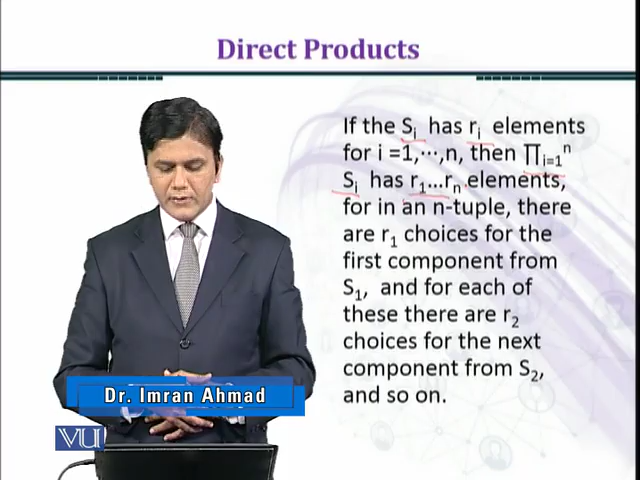 Direct Products
If the Sᵢ has rᵢ elements
for i =1,⋯,n, then ∏ᵢ₌₁ⁿ
Sᵢ has r₁...rₙ elements,
for in an n-tuple, there
are r₁ choices for the
first component from
S₁, and for each of
these there are r₂
choices for the next
component from S₂,
and so on.
Dr. Imran Ahmad
VU